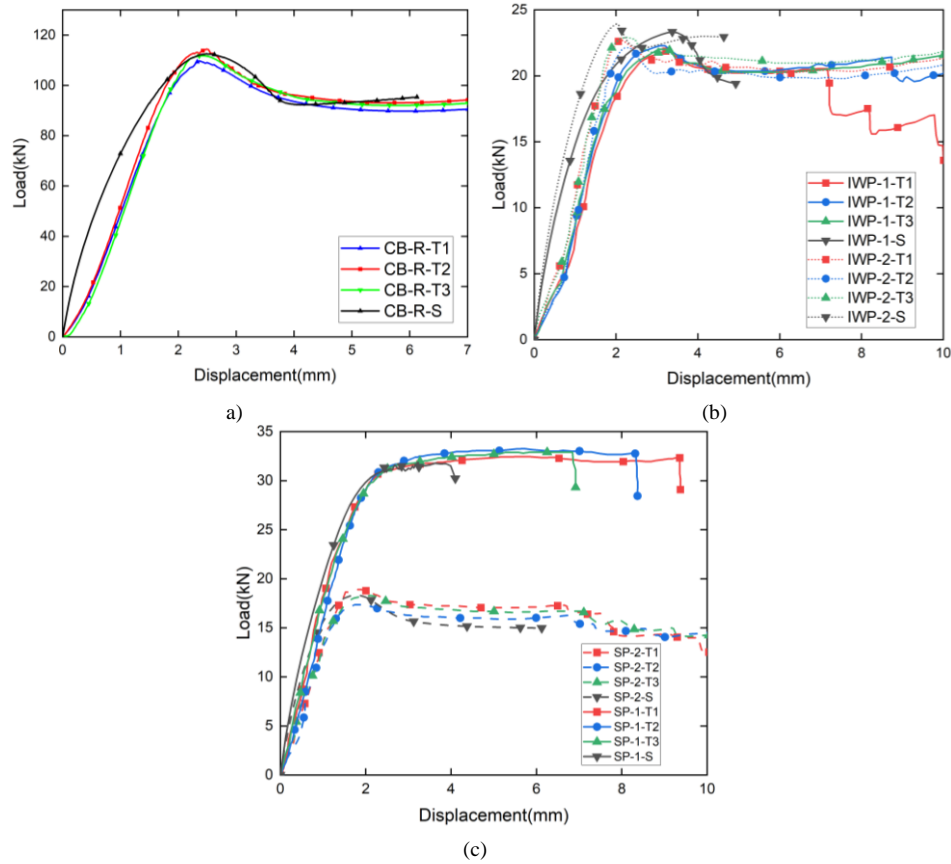 120
100
80
60
40
20
0
Load(kN)
CB-R-T1
CB-R-T2
CB-R-T3
CB-R-S
0 1 2 3 4 5 6 7
Displacement(mm)
a)
25
20
15
10
5
0
Load(kN)
IWP-1-T1
IWP-1-T2
IWP-1-T3
IWP-1-S
IWP-2-T1
IWP-2-T2
IWP-2-T3
IWP-2-S
0 2 4 6 8 10
Displacement(mm)
(b)
35
30
25
20
15
10
5
0
Load(kN)
SP-2-T1
SP-2-T2
SP-2-T3
SP-2-S
SP-1-T1
SP-1-T2
SP-1-T3
SP-1-S
0 2 4 6 8 10
Displacement(mm)
(c)